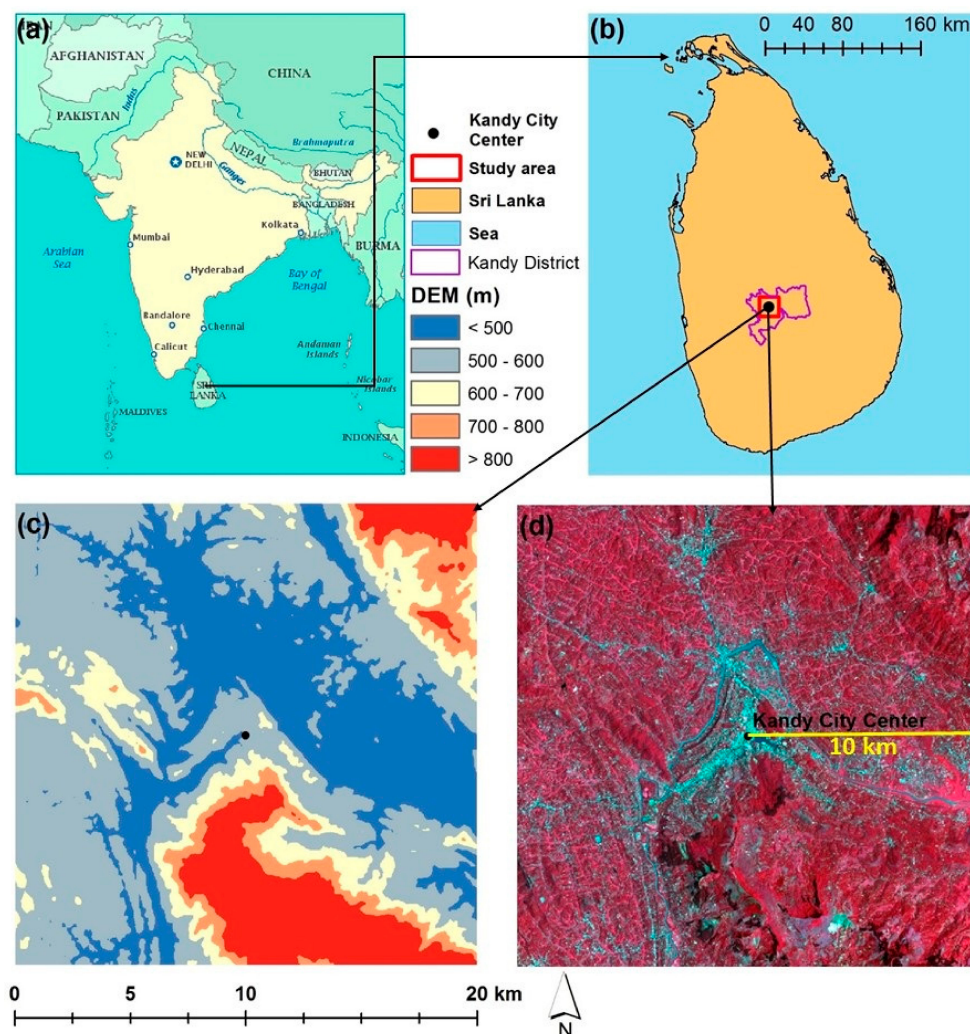 (a)
IRAN
AFGHANISTAN
CHINA
PAKISTAN
Indus
NEW
DELHI
NEPAL
Brahmaputra
Ganges
BHUTAN
BANGLADESH
Kolkata
BURMA
Mumbai
Arabian
Sea
Hyderabad
Bay of
Bengal
Bandalore
Chennai
Calicut
Andaman
Islands
SRI
LANKA
Nicobar
Islands
MALDIVES
INDONESIA
Kandy City
Center
Study area
Sri Lanka
Sea
Kandy District
DEM (m)
< 500
500 - 600
600 - 700
700 - 800
> 800
(b)
0 40 80 160 km
(c)
(d)
Kandy City Center
10 km
0 5 10 20 km
N